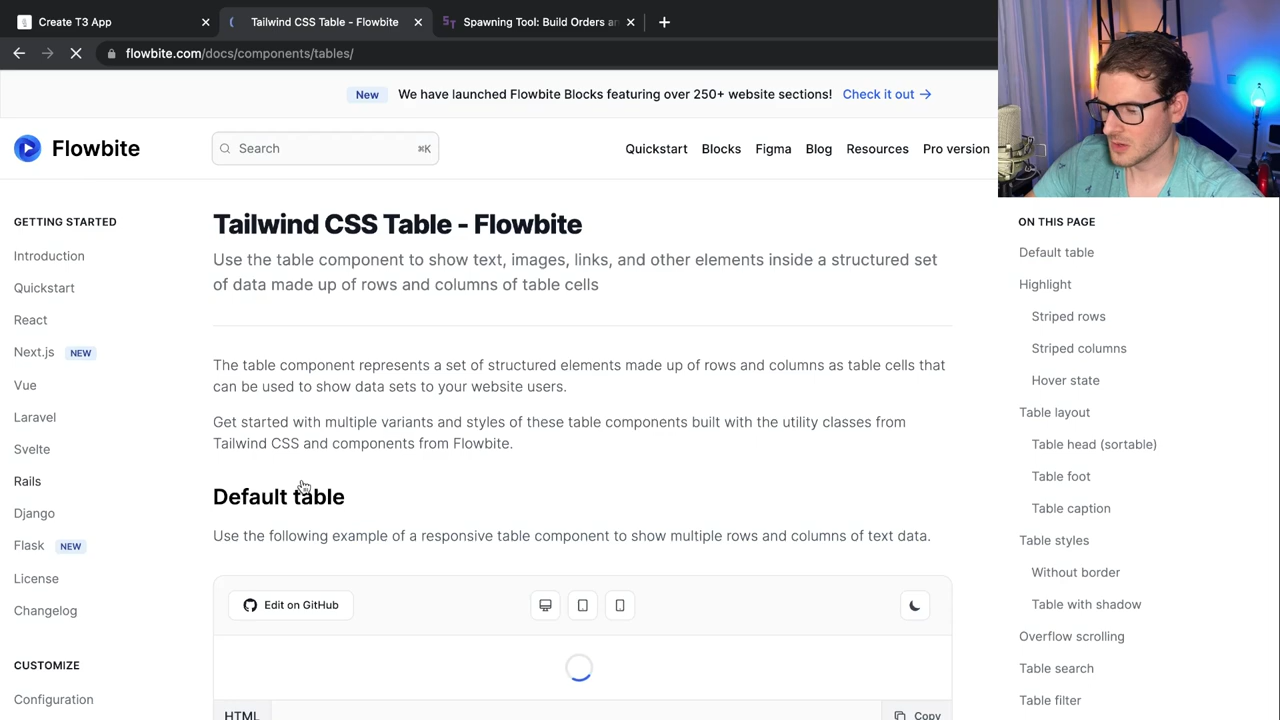 Create T3 App
Tailwind CSS Table - Flowbite
Spawning Tool: Build Orders a
flowbite.com/docs/components/tables/
New We have launched Flowbite Blocks featuring over 250+ website sections! Check it out
Flowbite
Search ⌘K
Quickstart Blocks Figma Blog Resources Pro version
GETTING STARTED
Introduction
Quickstart
React
Next.js NEW
Vue
Laravel
Svelte
Rails
Django
Flask NEW
License
Changelog
CUSTOMIZE
Configuration
Tailwind CSS Table - Flowbite
Use the table component to show text, images, links, and other elements inside a structured set
of data made up of rows and columns of table cells
The table component represents a set of structured elements made up of rows and columns as table cells that
can be used to show data sets to your website users.
Get started with multiple variants and styles of these table components built with the utility classes from
Tailwind CSS and components from Flowbite.
Default table
Use the following example of a responsive table component to show multiple rows and columns of text data.
Edit on GitHub
HTML
Copy
ON THIS PAGE
Default table
Highlight
Striped rows
Striped columns
Hover state
Table layout
Table head (sortable)
Table foot
Table caption
Table styles
Without border
Table with shadow
Overflow scrolling
Table search
Table filter